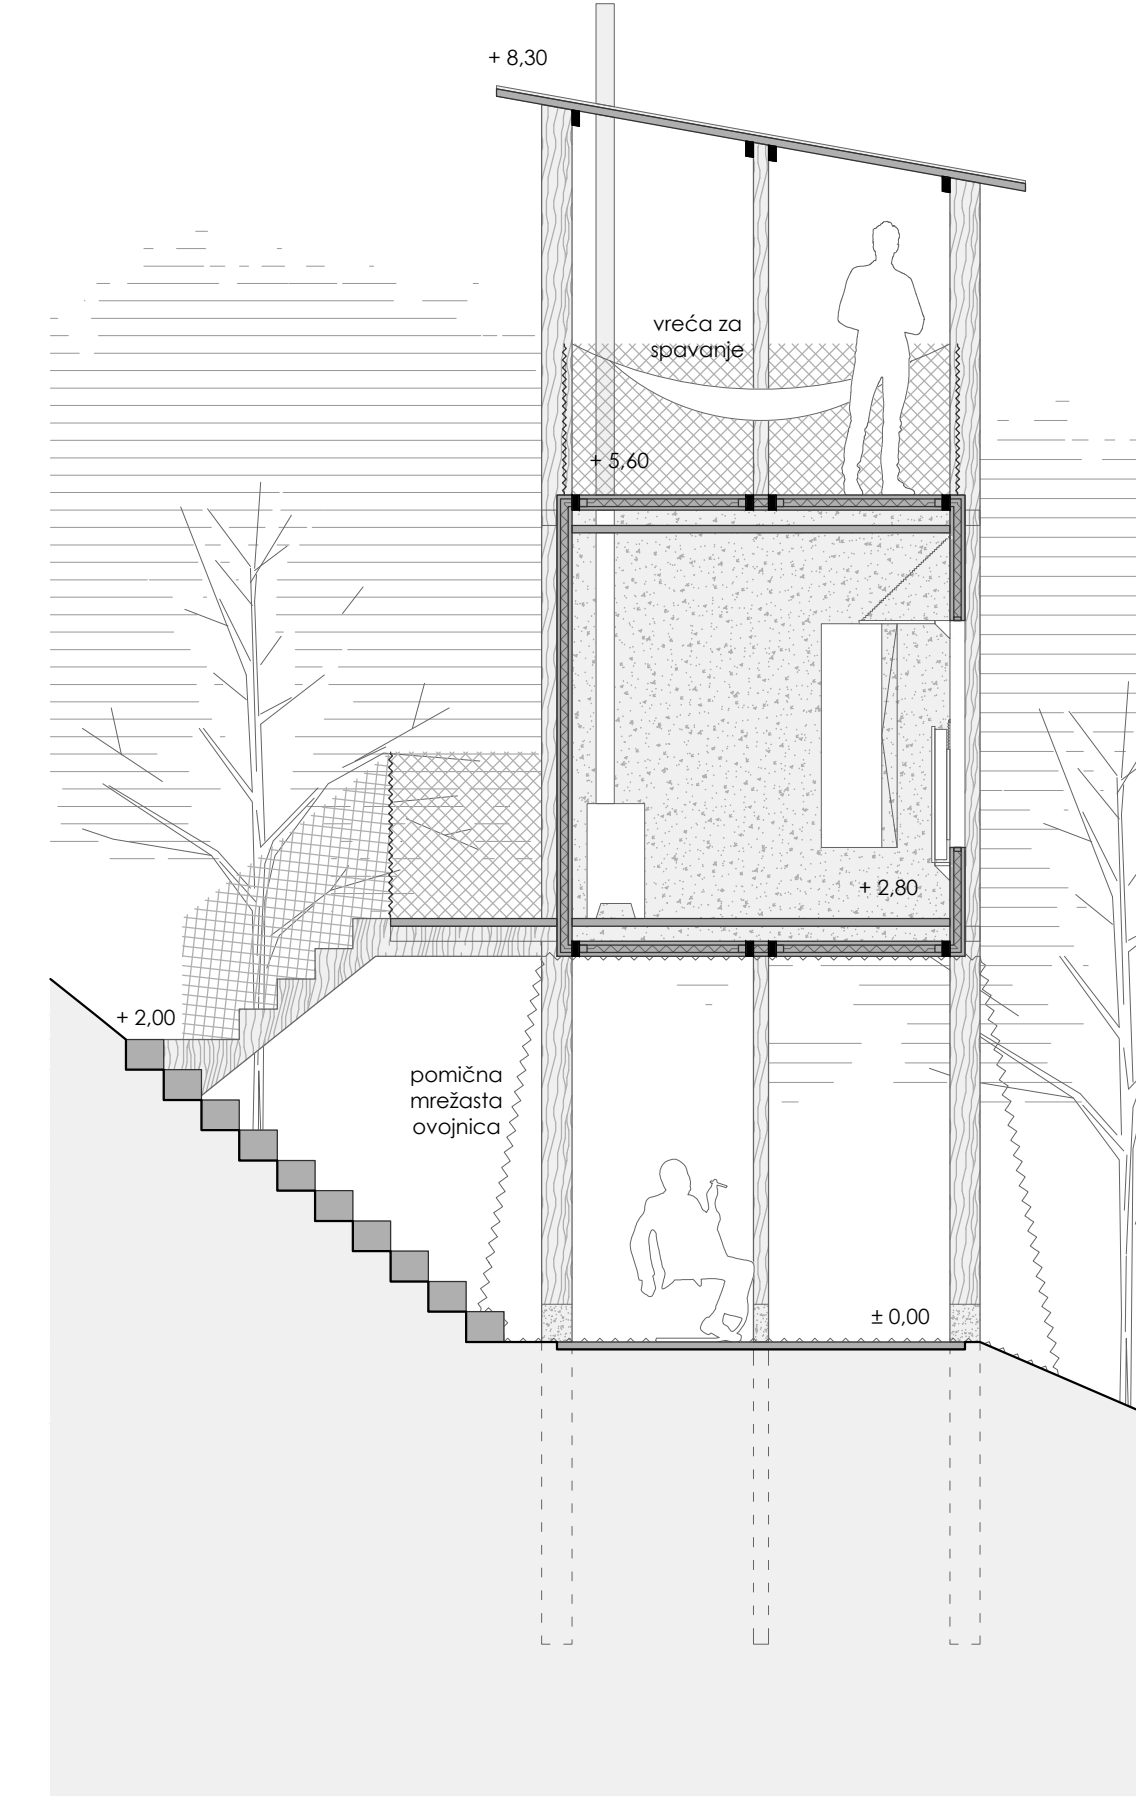 + 8,30
vreća za
spavanje
+ 5,60
+ 2,80
+ 2,00
pomična
mrežasta
ovojnica
± 0,00